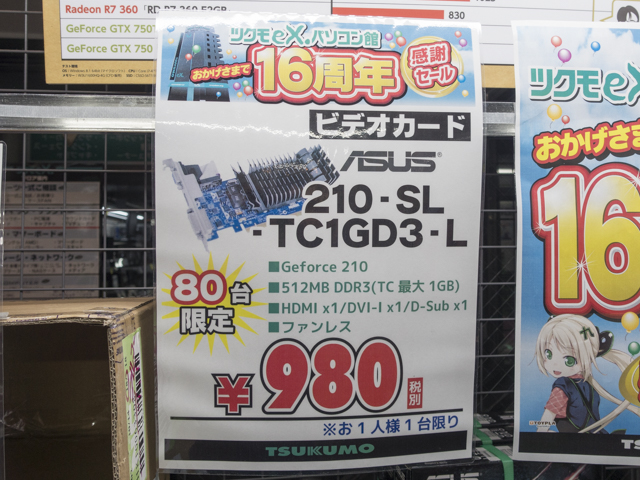 Radeon R7 360
830
GeForce GTX 750
GeForce GTX 750
ツクモeX.パソコン館
おかげさまで
16周年
感謝
セール
ビデオカード
ASUS
210-SL
-TC1GD3-L
80台
限定
■Geforce 210
■512MB DDR3(TC 最大 1GB)
■HDMI x1/DVI-I x1/D-Sub x1
■ファンレス
¥980
税別
※お1人様1台限り
TSUKUMO
ツクモeX
おかげさま
16
TSUKUMO